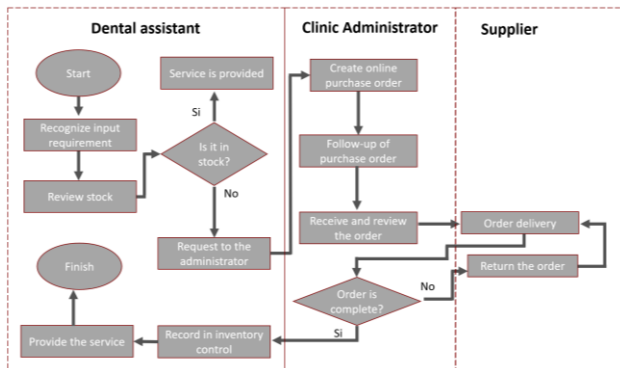 Dental assistant
Clinic Administrator
Supplier
Start
Service is provided
Create online
purchase order
Si
Recognize input
requirement
Is it in
stock?
Follow-up of
purchase order
Review stock
No
Receive and review
the order
Order delivery
Request to the
administrator
Finish
Return the order
Order is
complete?
No
Si
Provide the service
Record in inventory
control